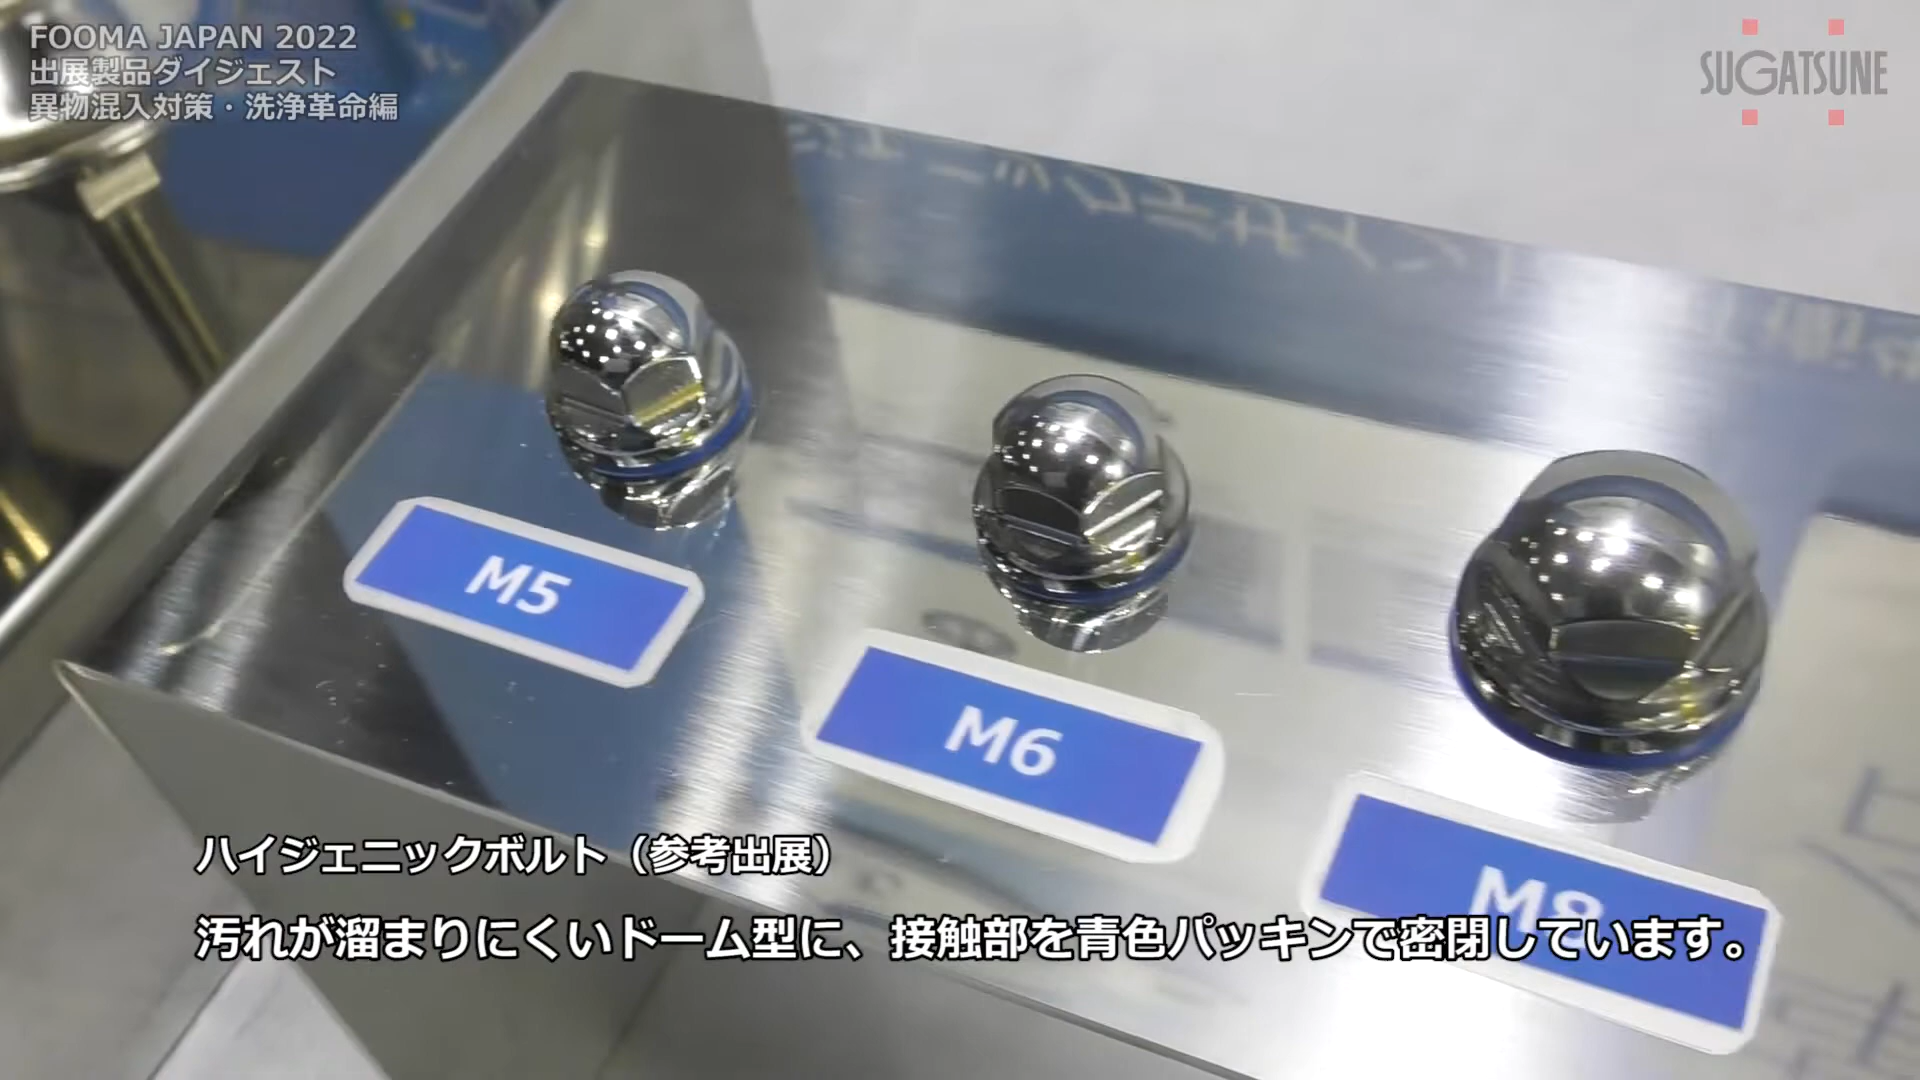 FOOMA JAPAN 2022
出展製品ダイジェスト
異物混入対策・洗浄革命編
SUGATSUNE
M5
M6
M8
ハイジェニックボルト（参考出展）
汚れが溜まりにくいドーム型に、接触部を青色パッキンで密閉しています。